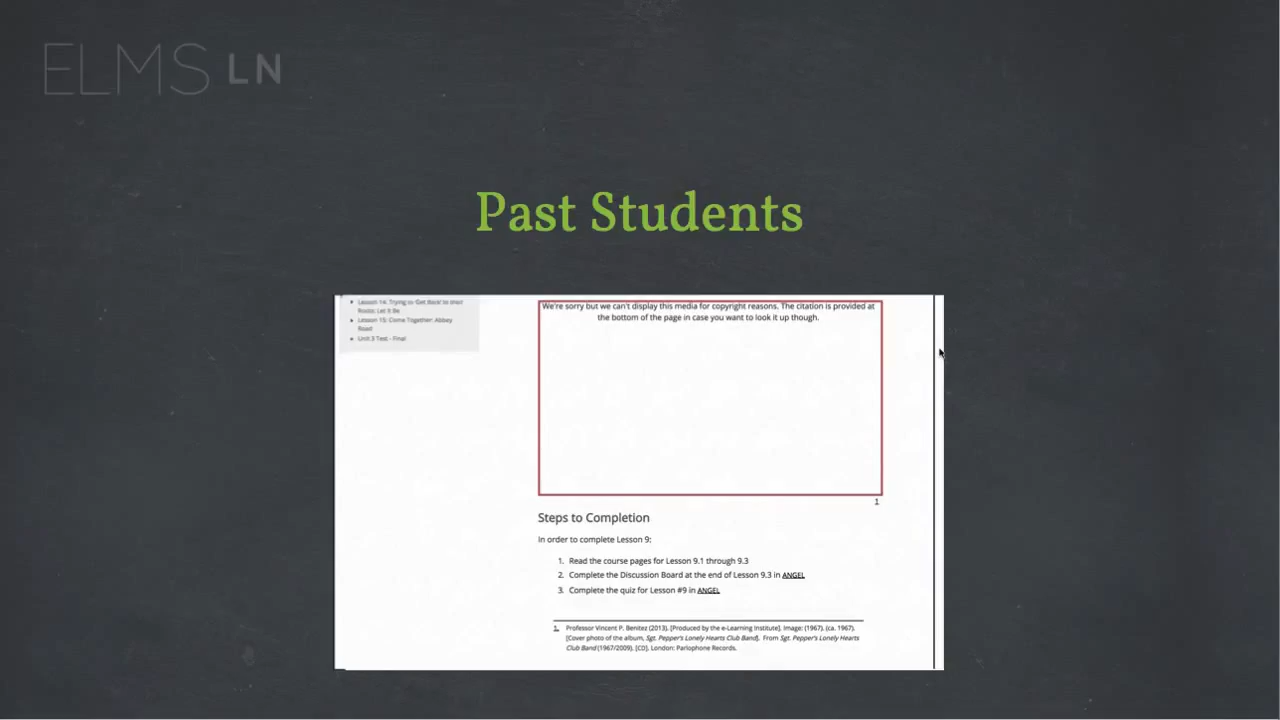 ELMS LN
Past Students
Lesson 14: Trying to 'Get Back' to their
Roots: Let It Be
Lesson 15: Come Together: Abbey
Road
Unit 3 Test - Final
We're sorry but we can't display this media for copyright reasons. The citation is provided at
the bottom of the page in case you want to look it up though.
1
Steps to Completion
In order to complete Lesson 9:
1. Read the course pages for Lesson 9.1 through 9.3
2. Complete the Discussion Board at the end of Lesson 9.3 in ANGEL
3. Complete the quiz for Lesson #9 in ANGEL
1. Professor Vincent P. Benitez (2013). [Produced by the e-Learning Institute]. Image: (1967). (ca. 1967).
[Cover photo of the album, Sgt. Pepper's Lonely Hearts Club Band]. From Sgt. Pepper's Lonely Hearts
Club Band (1967/2009). [CD]. London: Parlophone Records.